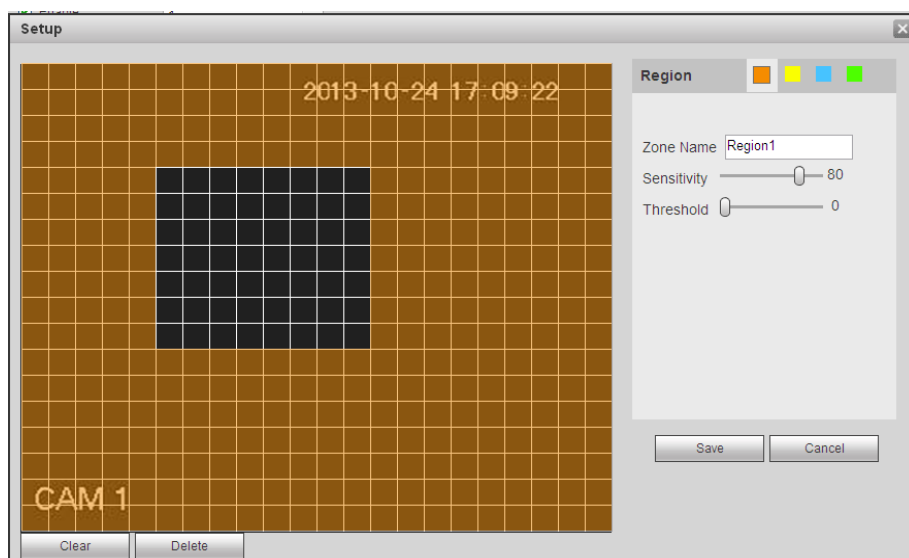 Setup
2013-10-24 17:09:22
CAM 1
Region
Zone Name Region1
Sensitivity 80
Threshold 0
Save Cancel
Clear Delete